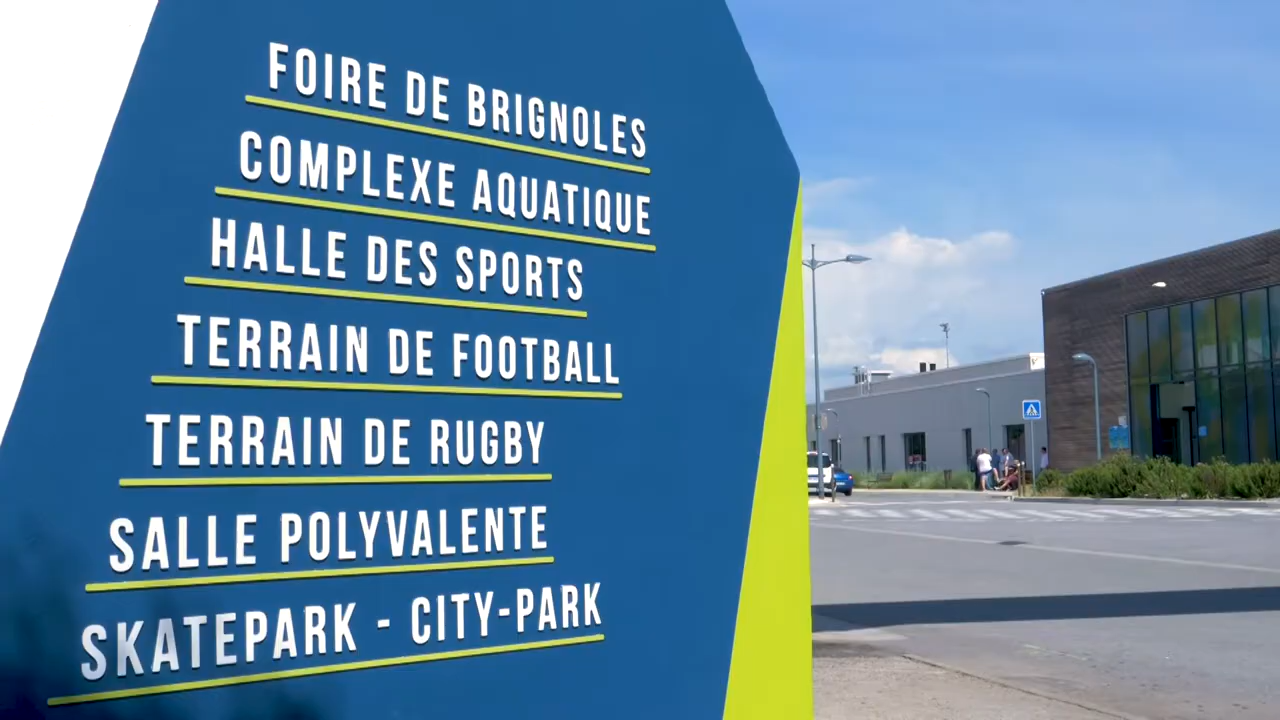 FOIRE DE BRIGNOLES
COMPLEXE AQUATIQUE
HALLE DES SPORTS
TERRAIN DE FOOTBALL
TERRAIN DE RUGBY
SALLE POLYVALENTE
SKATEPARK - CITY-PARK